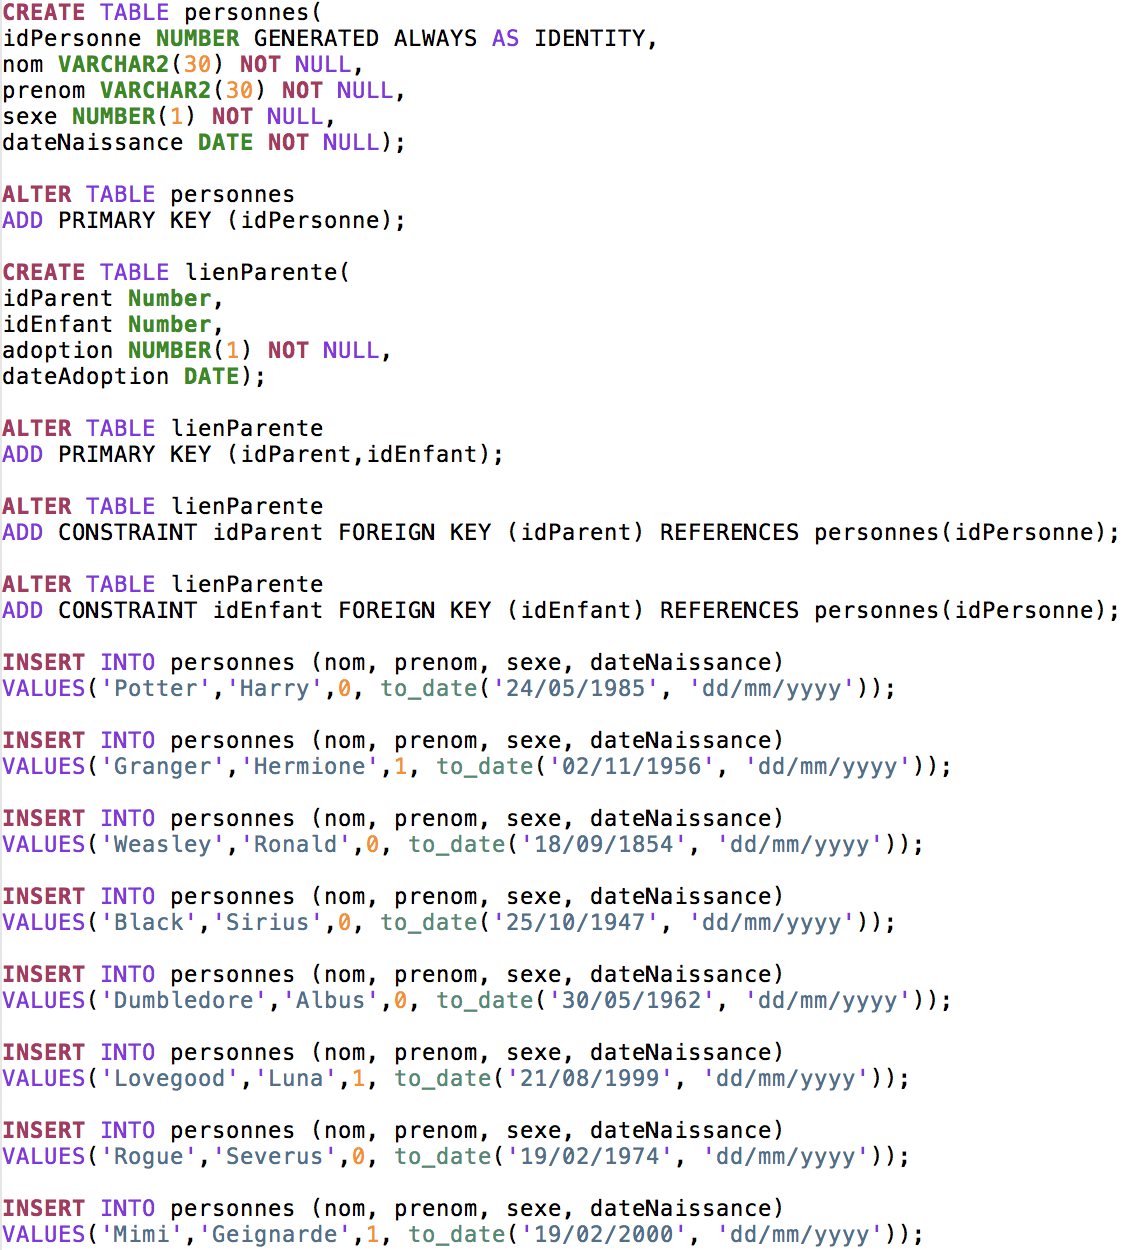 CREATE TABLE personnes(
idPersonne NUMBER GENERATED ALWAYS AS IDENTITY,
nom VARCHAR2(30) NOT NULL,
prenom VARCHAR2(30) NOT NULL,
sexe NUMBER(1) NOT NULL,
dateNaissance DATE NOT NULL);
ALTER TABLE personnes
ADD PRIMARY KEY (idPersonne);
CREATE TABLE lienParente(
idParent Number,
idEnfant Number,
adoption NUMBER(1) NOT NULL,
dateAdoption DATE);
ALTER TABLE lienParente
ADD PRIMARY KEY (idParent,idEnfant);
ALTER TABLE lienParente
ADD CONSTRAINT idParent FOREIGN KEY (idParent) REFERENCES personnes(idPersonne);
ALTER TABLE lienParente
ADD CONSTRAINT idEnfant FOREIGN KEY (idEnfant) REFERENCES personnes(idPersonne);
INSERT INTO personnes (nom, prenom, sexe, dateNaissance)
VALUES('Potter','Harry',0, to_date('24/05/1985', 'dd/mm/yyyy'));
INSERT INTO personnes (nom, prenom, sexe, dateNaissance)
VALUES('Granger','Hermione',1, to_date('02/11/1956', 'dd/mm/yyyy'));
INSERT INTO personnes (nom, prenom, sexe, dateNaissance)
VALUES('Weasley','Ronald',0, to_date('18/09/1854', 'dd/mm/yyyy'));
INSERT INTO personnes (nom, prenom, sexe, dateNaissance)
VALUES('Black','Sirius',0, to_date('25/10/1947', 'dd/mm/yyyy'));
INSERT INTO personnes (nom, prenom, sexe, dateNaissance)
VALUES('Dumbledore','Albus',0, to_date('30/05/1962', 'dd/mm/yyyy'));
INSERT INTO personnes (nom, prenom, sexe, dateNaissance)
VALUES('Lovegood','Luna',1, to_date('21/08/1999', 'dd/mm/yyyy'));
INSERT INTO personnes (nom, prenom, sexe, dateNaissance)
VALUES('Rogue','Severus',0, to_date('19/02/1974', 'dd/mm/yyyy'));
INSERT INTO personnes (nom, prenom, sexe, dateNaissance)
VALUES('Mimi','Geignarde',1, to_date('19/02/2000', 'dd/mm/yyyy'));